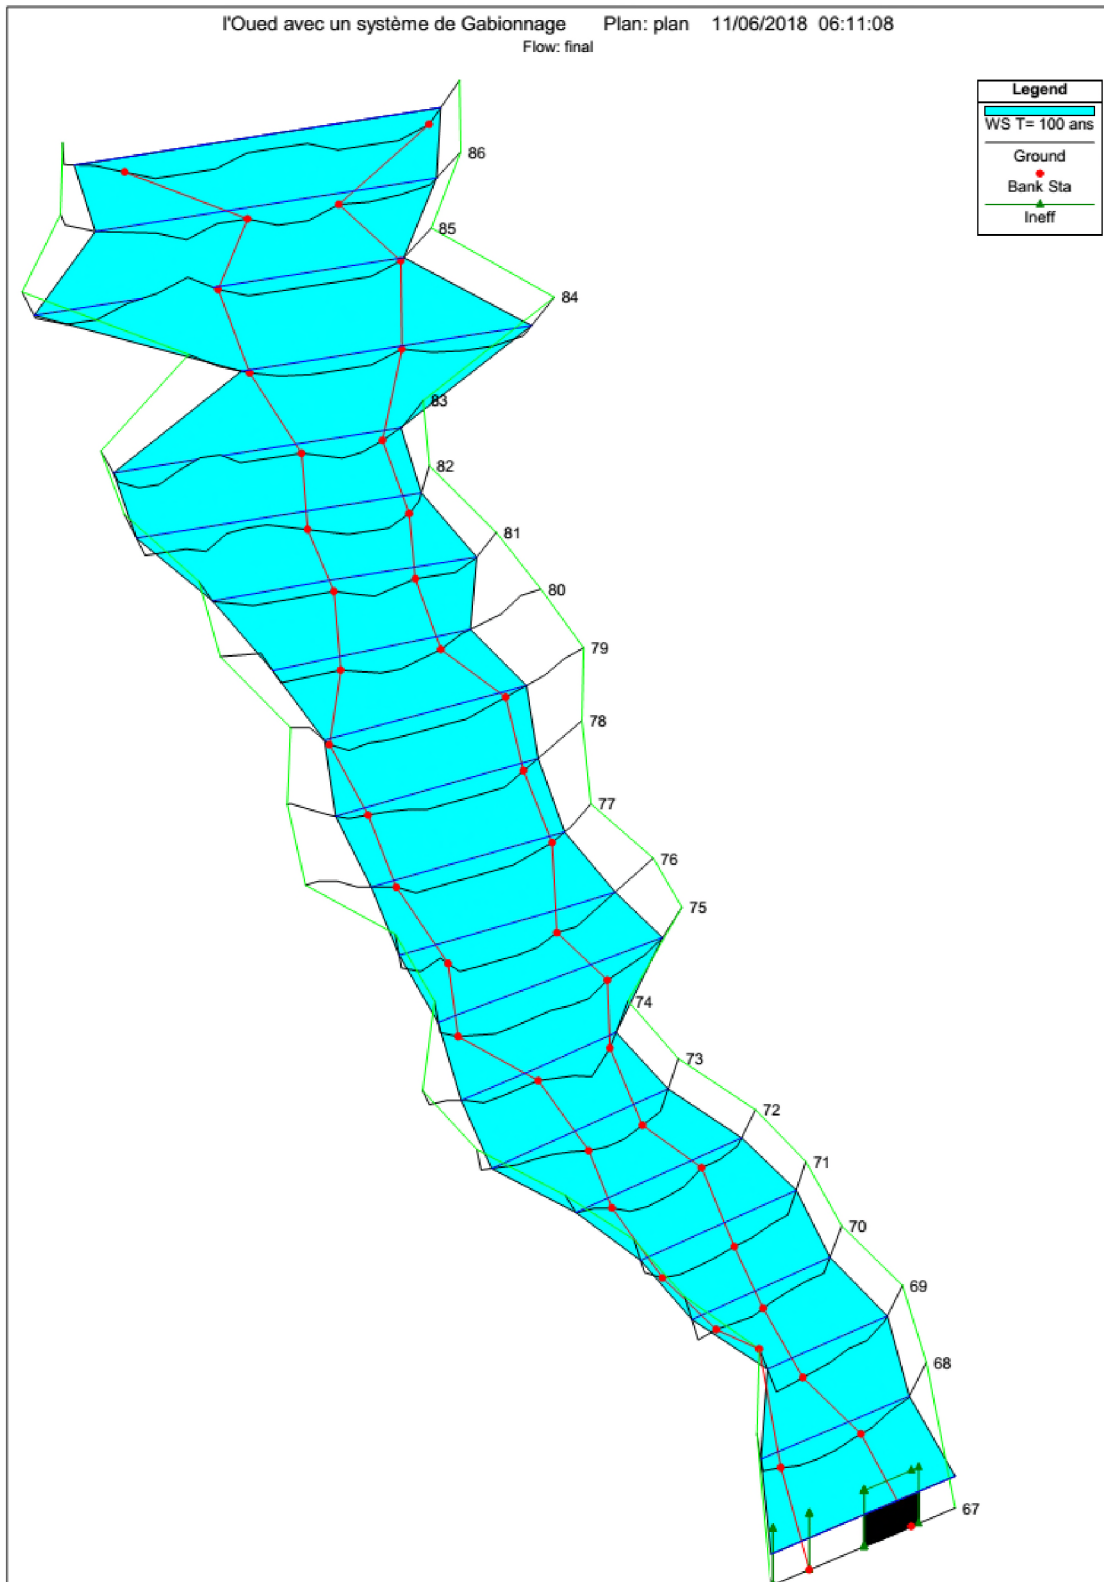 l'Oued avec un système de Gabionnage Plan: plan 11/06/2018 06:11:08
Flow: final
Legend
WS T= 100 ans
Ground
Bank Sta
Ineff
86
85
84
83
82
81
80
79
78
77
76
75
74
73
72
71
70
69
68
67